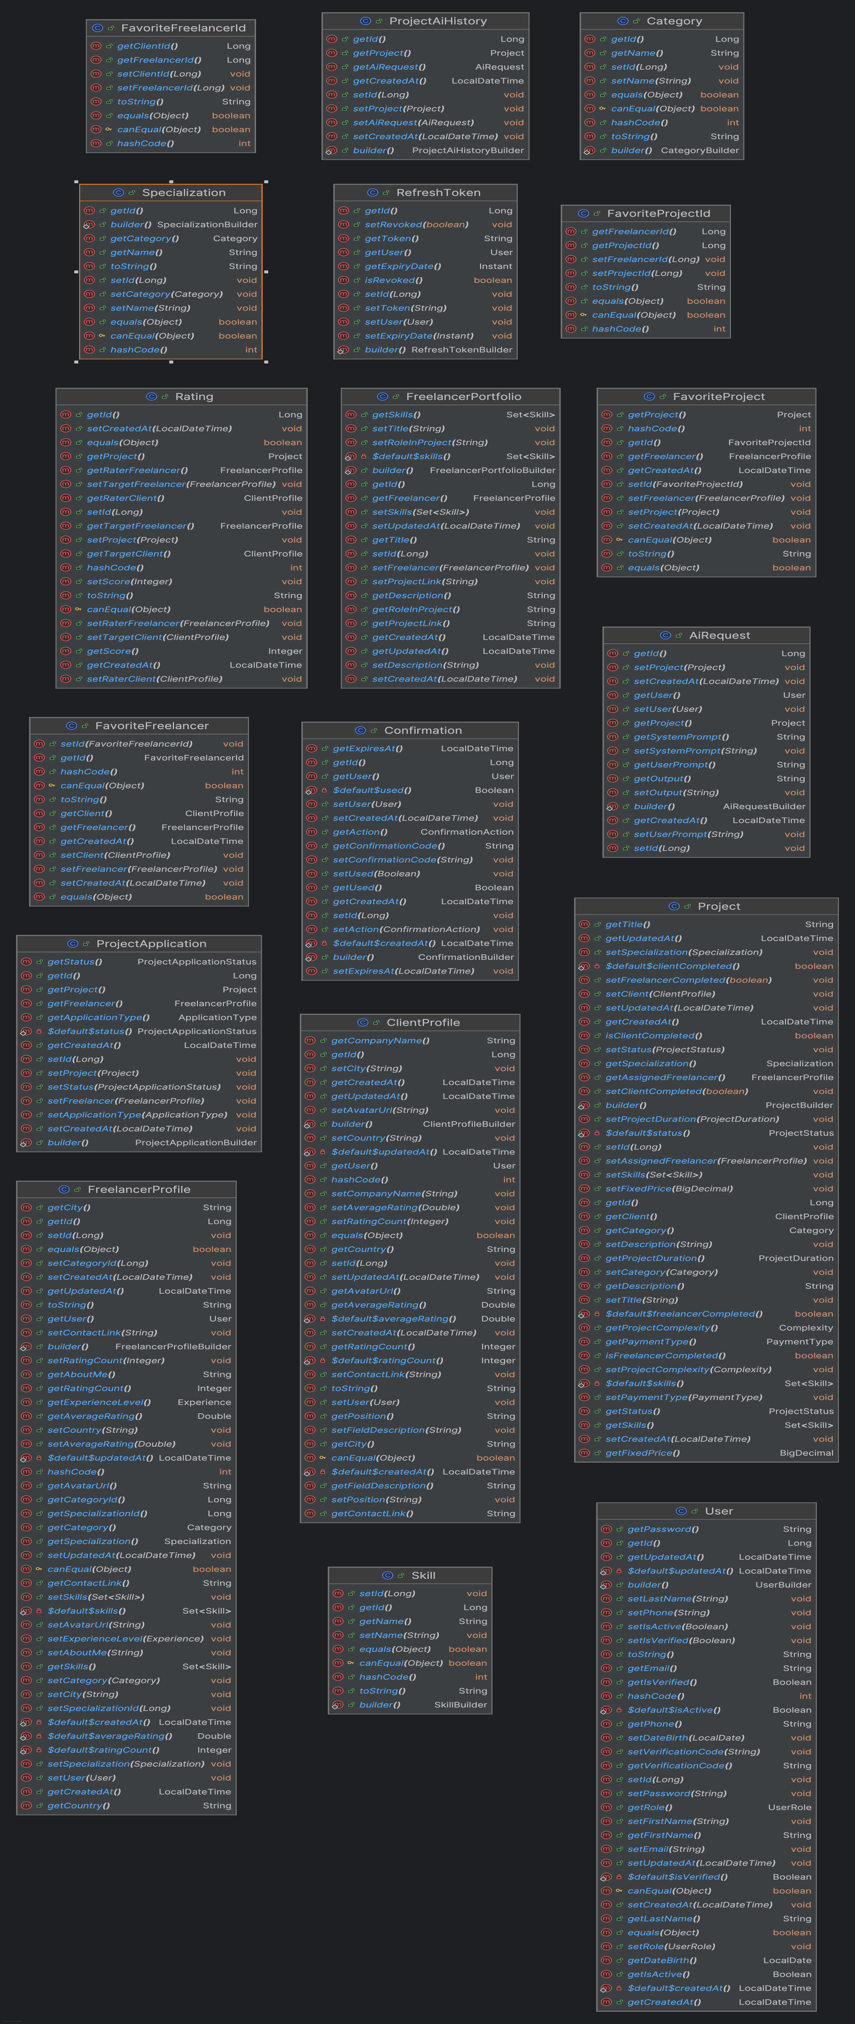 FavoriteFreelancerId
getClientId() Long
getFreelancerId() Long
setClientId(Long) void
setFreelancerId(Long) void
toString() String
equals(Object) boolean
canEqual(Object) boolean
hashCode() int
ProjectAiHistory
getId() Long
getProject() Project
getAiRequest() AiRequest
getCreatedAt() LocalDateTime
setId(Long) void
setProject(Project) void
setAiRequest(AiRequest) void
setCreatedAt(LocalDateTime) void
builder() ProjectAiHistoryBuilder
Category
getId() Long
getName() String
setId(Long) void
setName(String) void
equals(Object) boolean
canEqual(Object) boolean
hashCode() int
toString() String
builder() CategoryBuilder
Specialization
getId() Long
builder() SpecializationBuilder
getCategory() Category
getName() String
toString() String
setId(Long) void
setCategory(Category) void
setName(String) void
equals(Object) boolean
canEqual(Object) boolean
hashCode() int
RefreshToken
getId() Long
setRevoked(boolean) void
getToken() String
getUser() User
getExpiryDate() Instant
isRevoked() boolean
setId(Long) void
setToken(String) void
setUser(User) void
setExpiryDate(Instant) void
builder() RefreshTokenBuilder
FavoriteProjectId
getFreelancerId() Long
getProjectId() Long
setFreelancerId(Long) void
setProjectId(Long) void
toString() String
equals(Object) boolean
canEqual(Object) boolean
hashCode() int
Rating
getId() Long
setCreatedAt(LocalDateTime) void
equals(Object) boolean
getProject() Project
getRaterFreelancer() FreelancerProfile
setTargetFreelancer(FreelancerProfile) void
getRaterClient() ClientProfile
setId(Long) void
getTargetFreelancer() FreelancerProfile
setProject(Project) void
getTargetClient() ClientProfile
hashCode() int
setScore(Integer) void
toString() String
canEqual(Object) boolean
setRaterFreelancer(FreelancerProfile) void
setTargetClient(ClientProfile) void
getScore() Integer
getCreatedAt() LocalDateTime
setRaterClient(ClientProfile) void
FreelancerPortfolio
getSkills() Set<Skill>
setTitle(String) void
setRoleInProject(String) void
$default$skills() Set<Skill>
builder() FreelancerPortfolioBuilder
getId() Long
getFreelancer() FreelancerProfile
setSkills(Set<Skill>) void
setUpdatedAt(LocalDateTime) void
getTitle() String
setId(Long) void
setFreelancer(FreelancerProfile) void
setProjectLink(String) void
getDescription() String
getRoleInProject() String
getProjectLink() String
getCreatedAt() LocalDateTime
getUpdatedAt() LocalDateTime
setDescription(String) void
setCreatedAt(LocalDateTime) void
FavoriteProject
getProject() Project
hashCode() int
getId() FavoriteProjectId
getFreelancer() FreelancerProfile
getCreatedAt() LocalDateTime
setId(FavoriteProjectId) void
setFreelancer(FreelancerProfile) void
setProject(Project) void
setCreatedAt(LocalDateTime) void
canEqual(Object) boolean
toString() String
equals(Object) boolean
AiRequest
getId() Long
setProject(Project) void
setCreatedAt(LocalDateTime) void
getUser() User
setUser(User) void
getProject() Project
getSystemPrompt() String
setSystemPrompt(String) void
getUserPrompt() String
getOutput() String
setOutput(String) void
builder() AiRequestBuilder
getCreatedAt() LocalDateTime
setUserPrompt(String) void
setId(Long) void
FavoriteFreelancer
setId(FavoriteFreelancerId) void
getId() FavoriteFreelancerId
hashCode() int
canEqual(Object) boolean
toString() String
getClient() ClientProfile
getFreelancer() FreelancerProfile
getCreatedAt() LocalDateTime
setClient(ClientProfile) void
setFreelancer(FreelancerProfile) void
setCreatedAt(LocalDateTime) void
equals(Object) boolean
Confirmation
getExpiresAt() LocalDateTime
getId() Long
getUser() User
$default$used() Boolean
setUser(User) void
setCreatedAt(LocalDateTime) void
getAction() ConfirmationAction
getConfirmationCode() String
setConfirmationCode(String) void
setUsed(Boolean) void
getUsed() Boolean
getCreatedAt() LocalDateTime
setId(Long) void
setAction(ConfirmationAction) void
$default$createdAt() LocalDateTime
builder() ConfirmationBuilder
setExpiresAt(LocalDateTime) void
Project
getTitle() String
getUpdatedAt() LocalDateTime
setSpecialization(Specialization) void
$default$clientCompleted() boolean
setFreelancerCompleted(boolean) void
setClient(ClientProfile) void
setUpdatedAt(LocalDateTime) void
getCreatedAt() LocalDateTime
isClientCompleted() boolean
setStatus(ProjectStatus) void
getSpecialization() Specialization
getAssignedFreelancer() FreelancerProfile
setClientCompleted(boolean) void
builder() ProjectBuilder
setProjectDuration(ProjectDuration) void
$default$status() ProjectStatus
setId(Long) void
setAssignedFreelancer(FreelancerProfile) void
setSkills(Set<Skill>) void
setFixedPrice(BigDecimal) void
getId() Long
getClient() ClientProfile
getCategory() Category
setDescription(String) void
getProjectDuration() ProjectDuration
setCategory(Category) void
getDescription() String
setTitle(String) void
$default$freelancerCompleted() boolean
getProjectComplexity() Complexity
getPaymentType() PaymentType
isFreelancerCompleted() boolean
setProjectComplexity(Complexity) void
$default$skills() Set<Skill>
setPaymentType(PaymentType) void
getStatus() ProjectStatus
getSkills() Set<Skill>
setCreatedAt(LocalDateTime) void
getFixedPrice() BigDecimal
ProjectApplication
getStatus() ProjectApplicationStatus
getId() Long
getProject() Project
getFreelancer() FreelancerProfile
getApplicationType() ApplicationType
$default$status() ProjectApplicationStatus
getCreatedAt() LocalDateTime
setId(Long) void
setProject(Project) void
setStatus(ProjectApplicationStatus) void
setFreelancer(FreelancerProfile) void
setApplicationType(ApplicationType) void
setCreatedAt(LocalDateTime) void
builder() ProjectApplicationBuilder
ClientProfile
getCompanyName() String
getId() Long
setCity(String) void
getCreatedAt() LocalDateTime
getUpdatedAt() LocalDateTime
setAvatarUrl(String) void
builder() ClientProfileBuilder
setCountry(String) void
$default$updatedAt() LocalDateTime
getUser() User
hashCode() int
setCompanyName(String) void
setAverageRating(Double) void
setRatingCount(Integer) void
equals(Object) boolean
getCountry() String
setId(Long) void
setUpdatedAt(LocalDateTime) void
getAvatarUrl() String
getAverageRating() Double
$default$averageRating() Double
setCreatedAt(LocalDateTime) void
getRatingCount() Integer
$default$ratingCount() Integer
setContactLink(String) void
toString() String
setUser(User) void
getPosition() String
setFieldDescription(String) void
getCity() String
canEqual(Object) boolean
$default$createdAt() LocalDateTime
getFieldDescription() String
setPosition(String) void
getContactLink() String
FreelancerProfile
getCity() String
getId() Long
setId(Long) void
equals(Object) boolean
setCategoryId(Long) void
setCreatedAt(LocalDateTime) void
getUpdatedAt() LocalDateTime
toString() String
getUser() User
setContactLink(String) void
builder() FreelancerProfileBuilder
setRatingCount(Integer) void
getAboutMe() String
getRatingCount() Integer
getExperienceLevel() Experience
getAverageRating() Double
setCountry(String) void
setAverageRating(Double) void
$default$updatedAt() LocalDateTime
hashCode() int
getAvatarUrl() String
getCategoryId() Long
getSpecializationId() Long
getCategory() Category
getSpecialization() Specialization
setUpdatedAt(LocalDateTime) void
canEqual(Object) boolean
getContactLink() String
setSkills(Set<Skill>) void
$default$skills() Set<Skill>
setAvatarUrl(String) void
setExperienceLevel(Experience) void
setAboutMe(String) void
getSkills() Set<Skill>
setCategory(Category) void
setCity(String) void
setSpecializationId(Long) void
$default$createdAt() LocalDateTime
$default$averageRating() Double
$default$ratingCount() Integer
setSpecialization(Specialization) void
setUser(User) void
getCreatedAt() LocalDateTime
getCountry() String
User
getPassword() String
getId() Long
getUpdatedAt() LocalDateTime
$default$updatedAt() LocalDateTime
builder() UserBuilder
setLastName(String) void
setPhone(String) void
setIsActive(Boolean) void
setIsVerified(Boolean) void
toString() String
getEmail() String
getIsVerified() Boolean
hashCode() int
$default$isActive() Boolean
getPhone() String
setDateBirth(LocalDate) void
setVerificationCode(String) void
getVerificationCode() String
setId(Long) void
setPassword(String) void
getRole() UserRole
setFirstName(String) void
getFirstName() String
setEmail(String) void
setUpdatedAt(LocalDateTime) void
$default$isVerified() Boolean
canEqual(Object) boolean
setCreatedAt(LocalDateTime) void
getLastName() String
equals(Object) boolean
setRole(UserRole) void
getDateBirth() LocalDate
getIsActive() Boolean
$default$createdAt() LocalDateTime
getCreatedAt() LocalDateTime
Skill
setId(Long) void
getId() Long
getName() String
setName(String) void
equals(Object) boolean
canEqual(Object) boolean
hashCode() int
toString() String
builder() SkillBuilder